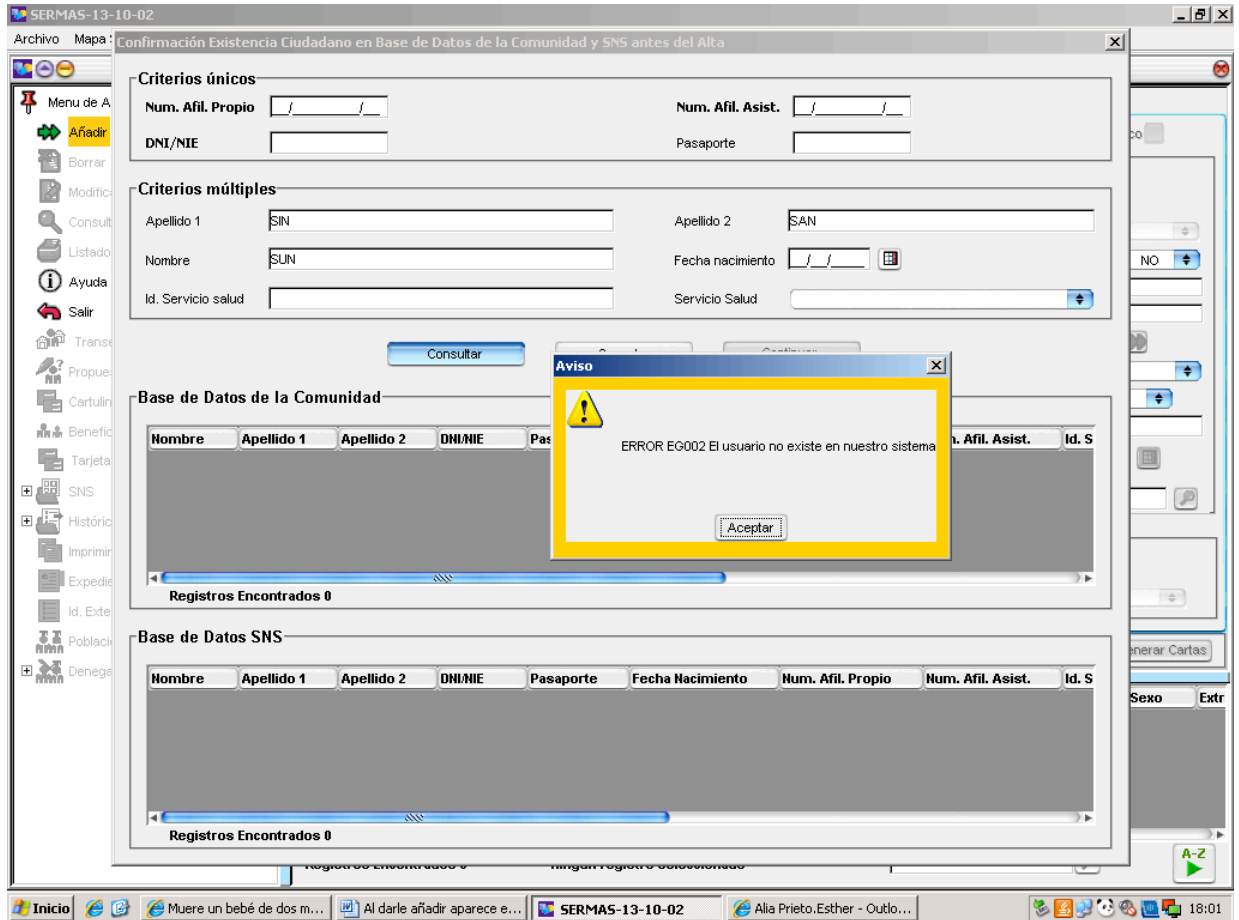 SERMAS-13-10-02
Archivo Mapa
Confirmación Existencia Ciudadano en Base de Datos de la Comunidad y SNS antes del Alta
Menu de A
Añadir
Borrar
Modific
Consult
Listado
Ayuda
Salir
Transe
Propue
Cartulin
Benefic
Tarjeta
SNS
Históric
Imprimir
Expedie
Id. Exte
Població
Denega
Criterios únicos
Num. Afil. Propio _/ /_ Num. Afil. Asist. _/ /_
DNI/NIE Pasaporte
Criterios múltiples
Apellido 1 SIN Apellido 2 SAN
Nombre SUN Fecha nacimiento _/_/_
Id. Servicio salud Servicio Salud
NO
Consultar
Aviso
ERROR EG002 El usuario no existe en nuestro sistema
Aceptar
Base de Datos de la Comunidad
Nombre Apellido 1 Apellido 2 DNI/NIE Pas . Afil. Asist. Id. S
Registros Encontrados 0
Base de Datos SNS
Nombre Apellido 1 Apellido 2 DNI/NIE Pasaporte Fecha Nacimiento Num. Afil. Propio Num. Afil. Asist. Id. S
Registros Encontrados 0
enerar Cartas
Sexo Extr
A-Z
Inicio Muere un bebé de dos m... Al darle añadir aparece e... SERMAS-13-10-02 Alia Prieto.Esther - Outlo... 18:01